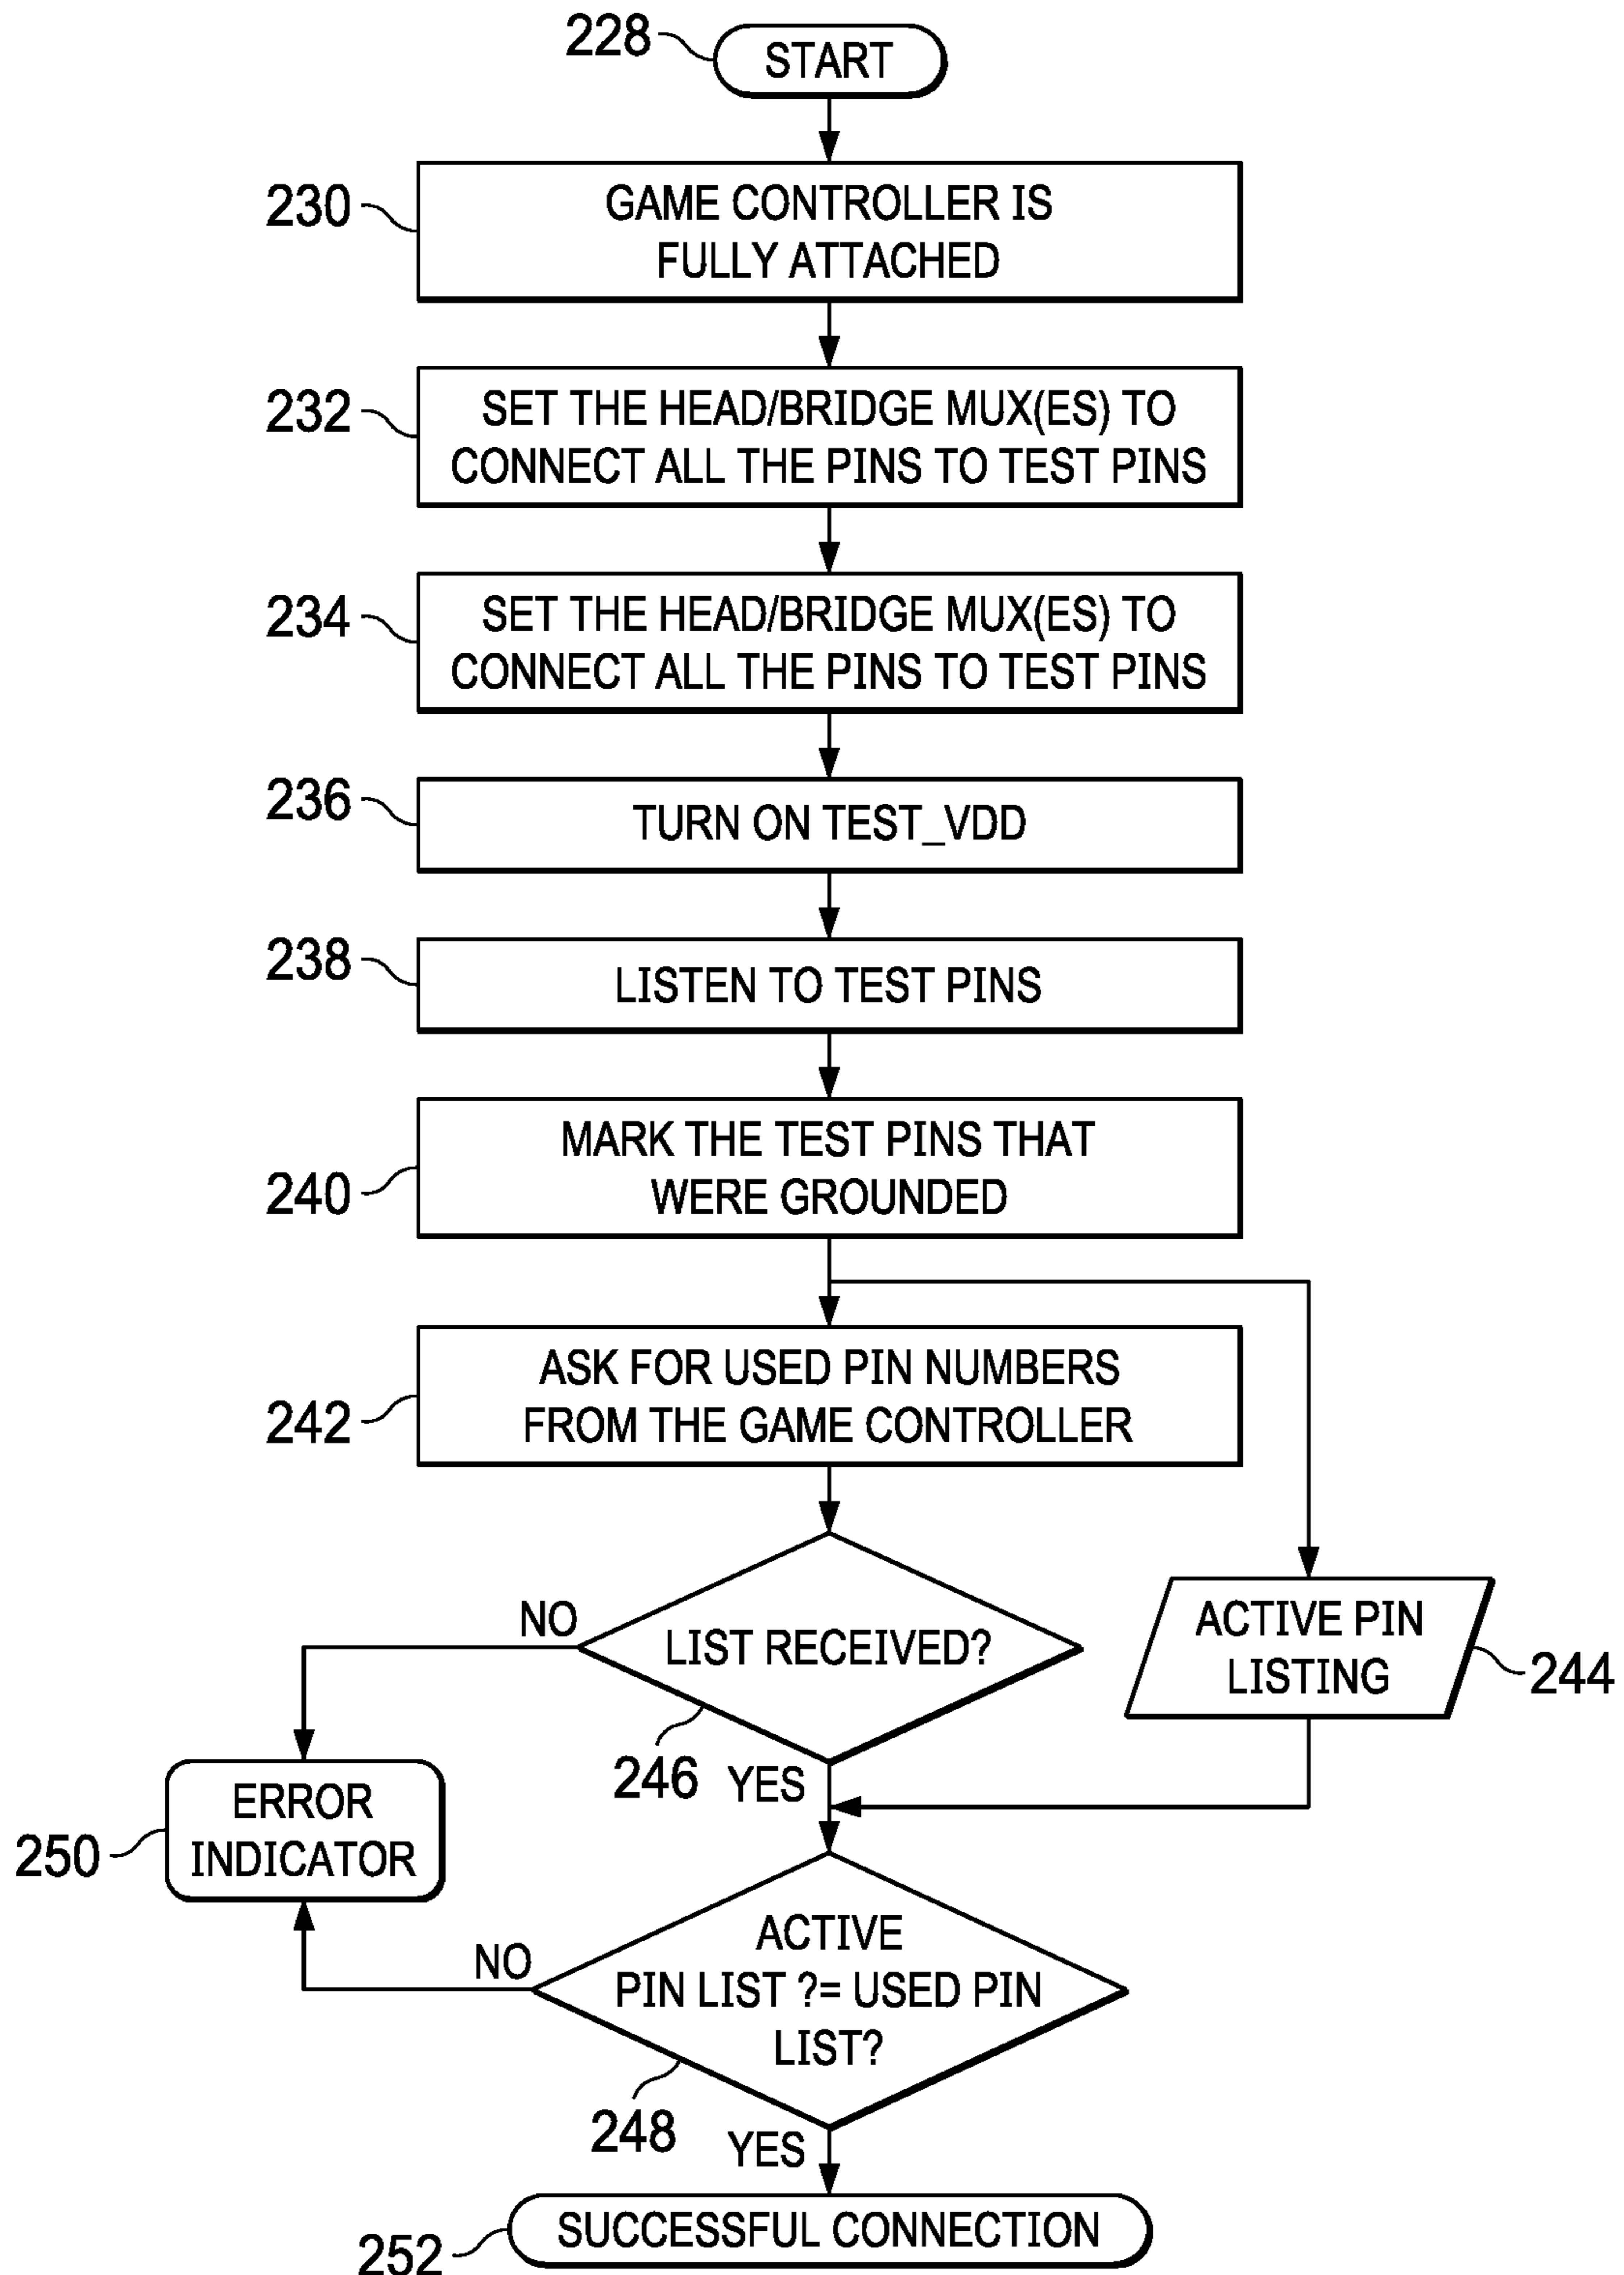 228
START
230
GAME CONTROLLER IS
FULLY ATTACHED
232
SET THE HEAD/BRIDGE MUX(ES) TO
CONNECT ALL THE PINS TO TEST PINS
234
SET THE HEAD/BRIDGE MUX(ES) TO
CONNECT ALL THE PINS TO TEST PINS
236
TURN ON TEST_VDD
238
LISTEN TO TEST PINS
240
MARK THE TEST PINS THAT
WERE GROUNDED
242
ASK FOR USED PIN NUMBERS
FROM THE GAME CONTROLLER
NO
LIST RECEIVED?
246
YES
ACTIVE PIN
LISTING
244
ERROR
INDICATOR
250
NO
ACTIVE
PIN LIST ?= USED PIN
LIST?
248
YES
SUCCESSFUL CONNECTION
252